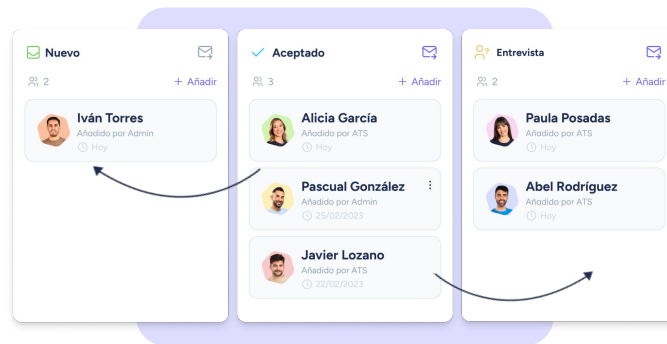 Nuevo
2
+ Añadir
Iván Torres
Añadido por Admin
Hoy
Aceptado
3
+ Añadir
Alicia García
Añadido por ATS
Hoy
Pascual González
Añadido por Admin
25/02/2023
Javier Lozano
Añadido por ATS
22/02/2023
Entrevista
2
+ Añadir
Paula Posadas
Añadido por ATS
Hoy
Abel Rodríguez
Añadido por ATS
Hoy